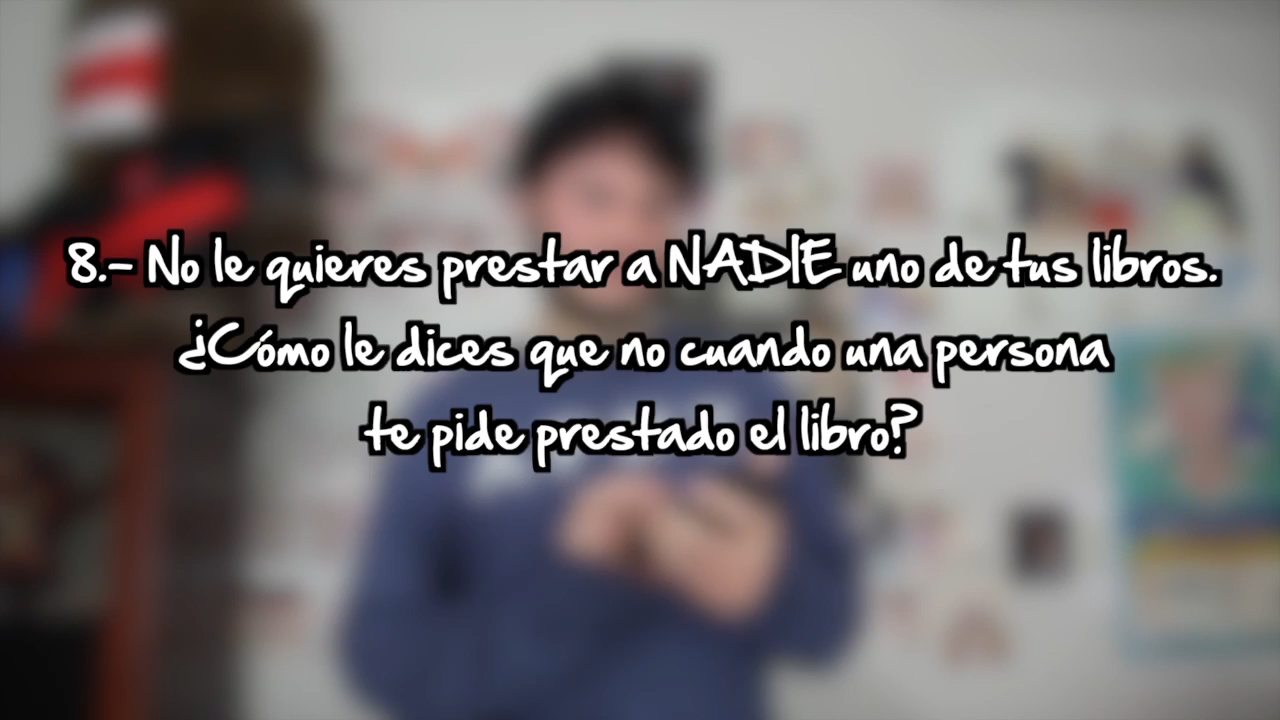 8.- No le quieres prestar a NADIE uno de tus libros.
¿Cómo le dices que no cuando una persona
te pide prestado el libro?